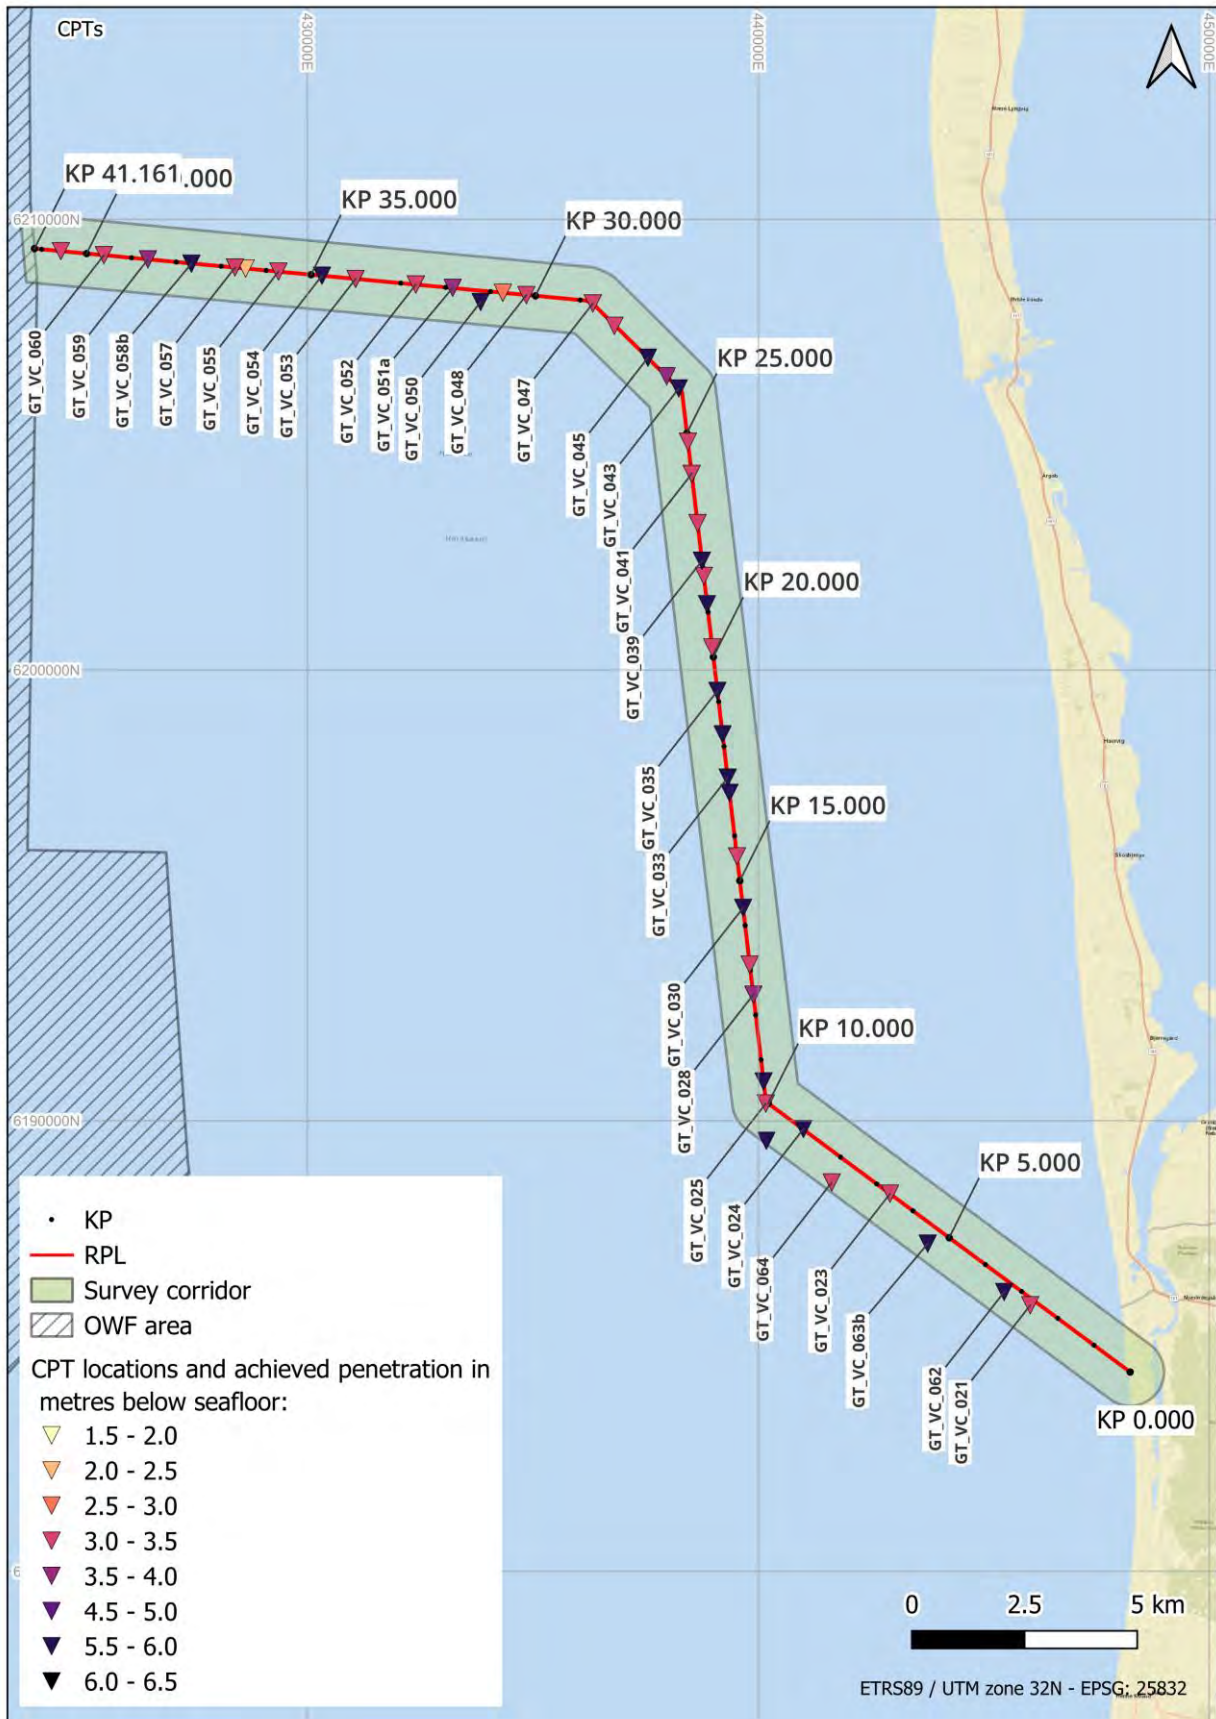 CPTs
430000E
440000E
450000E
6210000N
6200000N
6190000N
KP 41.161
.000
KP 35.000
KP 30.000
KP 25.000
KP 20.000
KP 15.000
KP 10.000
KP 5.000
KP 0.000
GT_VC_060
GT_VC_059
GT_VC_058b
GT_VC_057
GT_VC_055
GT_VC_054
GT_VC_053
GT_VC_052
GT_VC_051a
GT_VC_050
GT_VC_048
GT_VC_047
GT_VC_045
GT_VC_043
GT_VC_041
GT_VC_039
GT_VC_035
GT_VC_033
GT_VC_030
GT_VC_028
GT_VC_025
GT_VC_024
GT_VC_064
GT_VC_023
GT_VC_063b
GT_VC_062
GT_VC_021
Argab
Haurvig
KP
RPL
Survey corridor
OWF area
CPT locations and achieved penetration in
metres below seafloor:
1.5 - 2.0
2.0 - 2.5
2.5 - 3.0
3.0 - 3.5
3.5 - 4.0
4.5 - 5.0
5.5 - 6.0
6.0 - 6.5
0 2.5 5 km
ETRS89 / UTM zone 32N - EPSG: 25832